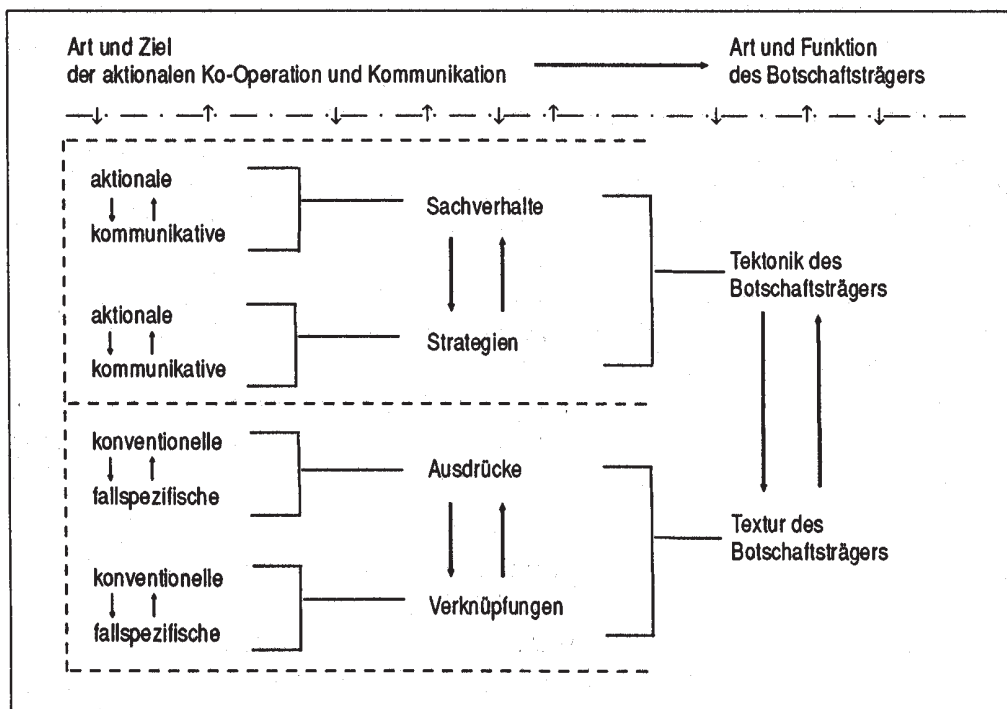 Art und Ziel
der aktionalen Ko-Operation und Kommunikation
Art und Funktion
des Botschaftsträgers
aktionale
kommunikative
Sachverhalte
aktionale
kommunikative
Strategien
Tektonik des
Botschaftsträgers
konventionelle
fallspezifische
Ausdrücke
konventionelle
fallspezifische
Verknüpfungen
Textur des
Botschaftsträgers